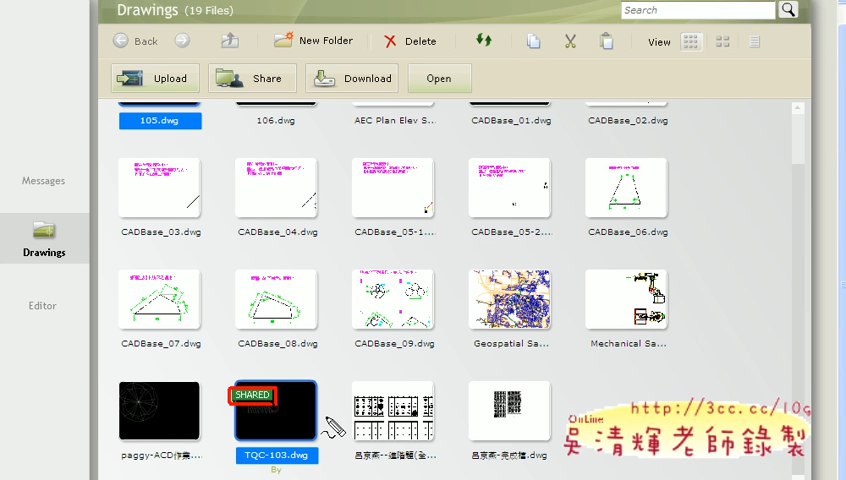 Drawings (19 Files)
Search
Back
New Folder
Delete
View
Upload
Share
Download
Open
105.dwg
106.dwg
AEC Plan Elev S...
CADBase_01.dwg
CADBase_02.dwg
Messages
CADBase_03.dwg
CADBase_04.dwg
CADBase_05-1....
CADBase_05-2....
CADBase_06.dwg
Drawings
Editor
CADBase_07.dwg
CADBase_08.dwg
CADBase_09.dwg
Geospatial Sa...
Mechanical Sa...
SHARED
http://3cc.cc/10g
OnLine
吳清輝老師錄製
paggy-ACD作業...
TQC-103.dwg
呂京燕--進階題(全...
呂京燕-完成檔.dwg
By